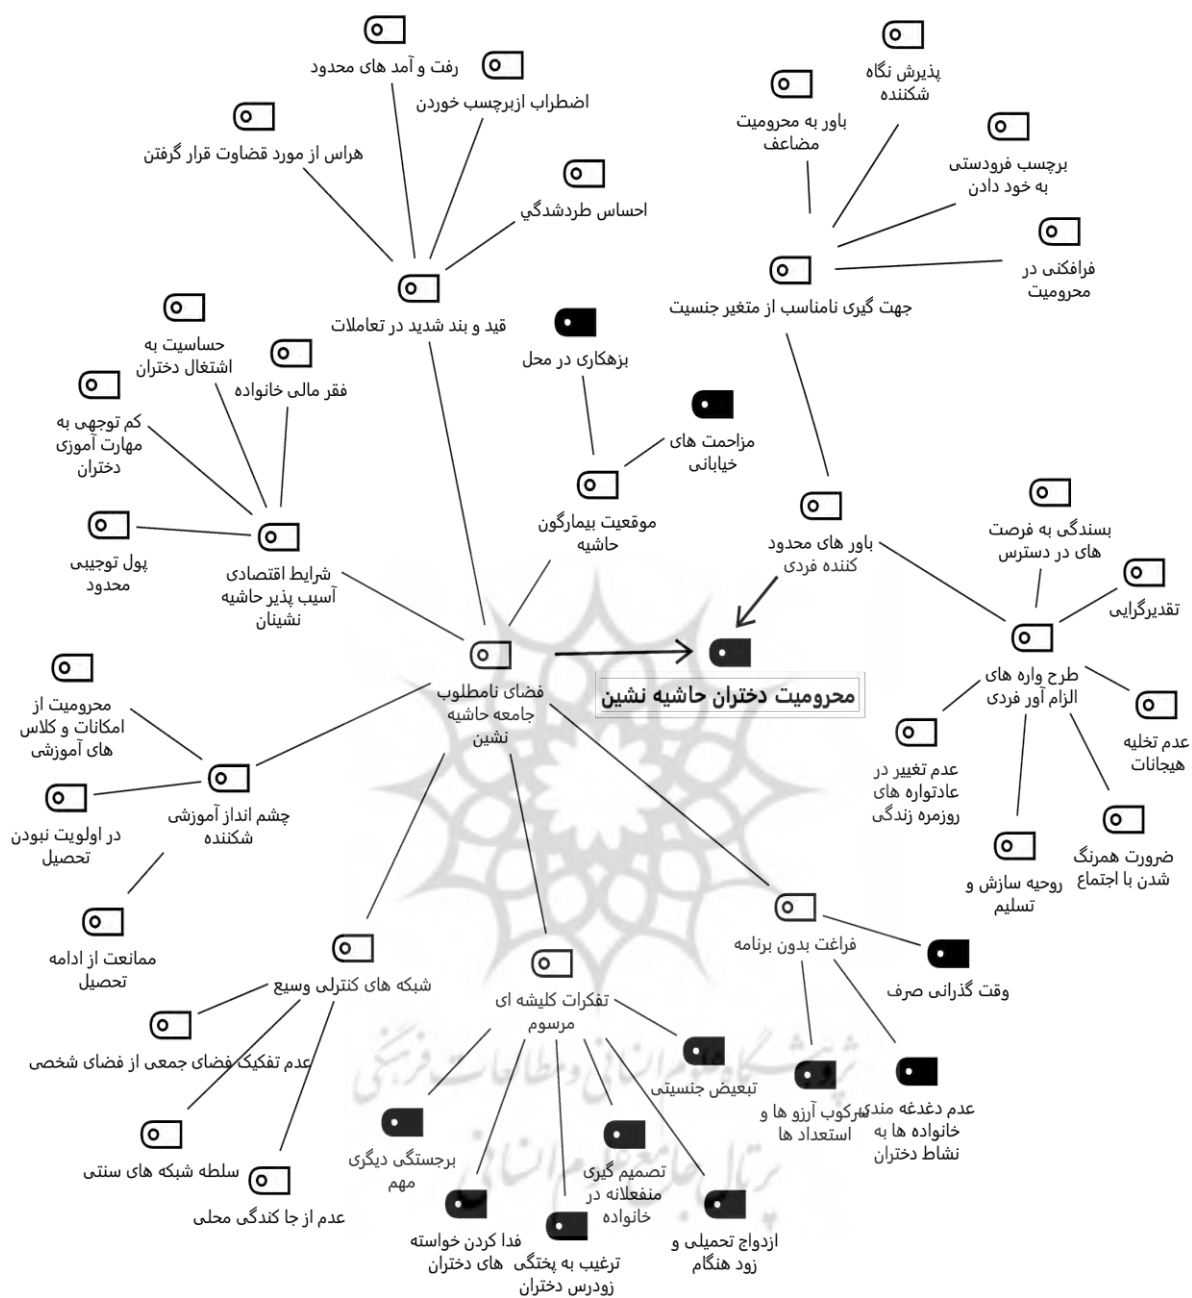 رفت و آمد های محدود
اضطراب ازبرچسب خوردن
هراس از مورد قضاوت قرار گرفتن
احساس طردشدگي
قید و بند شدید در تعاملات
پذیرش نگاه
شکننده
باور به محرومیت
مضاعف
برچسب فرودستی
به خود دادن
فرافکنی در
محرومیت
جهت گیری نامناسب از متغیر جنسیت
بزهکاری در محل
مزاحمت های
خیابانی
موقعیت بیمارگون
حاشیه
حساسیت به
اشتغال دختران
فقر مالی خانواده
کم توجهی به
مهارت آموزی
دختران
پول توجیبی
محدود
شرایط اقتصادی
آسیب پذیر حاشیه
نشینان
باور های محدود
کننده فردی
بسندگی به فرصت
های در دسترس
تقدیرگرایی
طرح واره های
الزام آور فردی
عدم تخلیه
هیجانات
عدم تغییر در
عادتواره های
روزمره زندگی
ضرورت همرنگ
شدن با اجتماع
روحیه سازش و
تسلیم
محرومیت دختران حاشیه نشین
فضای نامطلوب
جامعه حاشیه
نشین
محرومیت از
امکانات و کلاس
های آموزشی
چشم انداز آموزشی
شکننده
در اولویت نبودن
تحصیل
ممانعت از ادامه
تحصیل
شبکه های کنترلی وسیع
عدم تفکیک فضای جمعی از فضای شخصی
سلطه شبکه های سنتی
عدم از جا کندگی محلی
تفکرات کلیشه ای
مرسوم
تبعیض جنسیتی
برجستگی دیگری
مهم
تصمیم گیری
منفعلانه در
خانواده
فدا کردن خواسته
های دختران
ترغیب به پختگی
زودرس دختران
ازدواج تحمیلی و
زود هنگام
فراغت بدون برنامه
وقت گذرانی صرف
سرکوب آرزو ها و
استعداد ها
عدم دغدغه مندی
خانواده ها به
نشاط دختران
پژوهشگاه علوم انسانی و مطالعات فرهنگی
پرتال جامع علوم انسانی